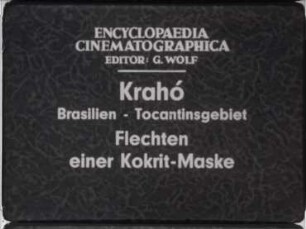 ENCYCLOPAEDIA
CINEMATOGRAPHICA
EDITOR: G. WOLF
Krahó
Brasilien - Tocantinsgebiet
Flechten
einer Kokrit-Maske